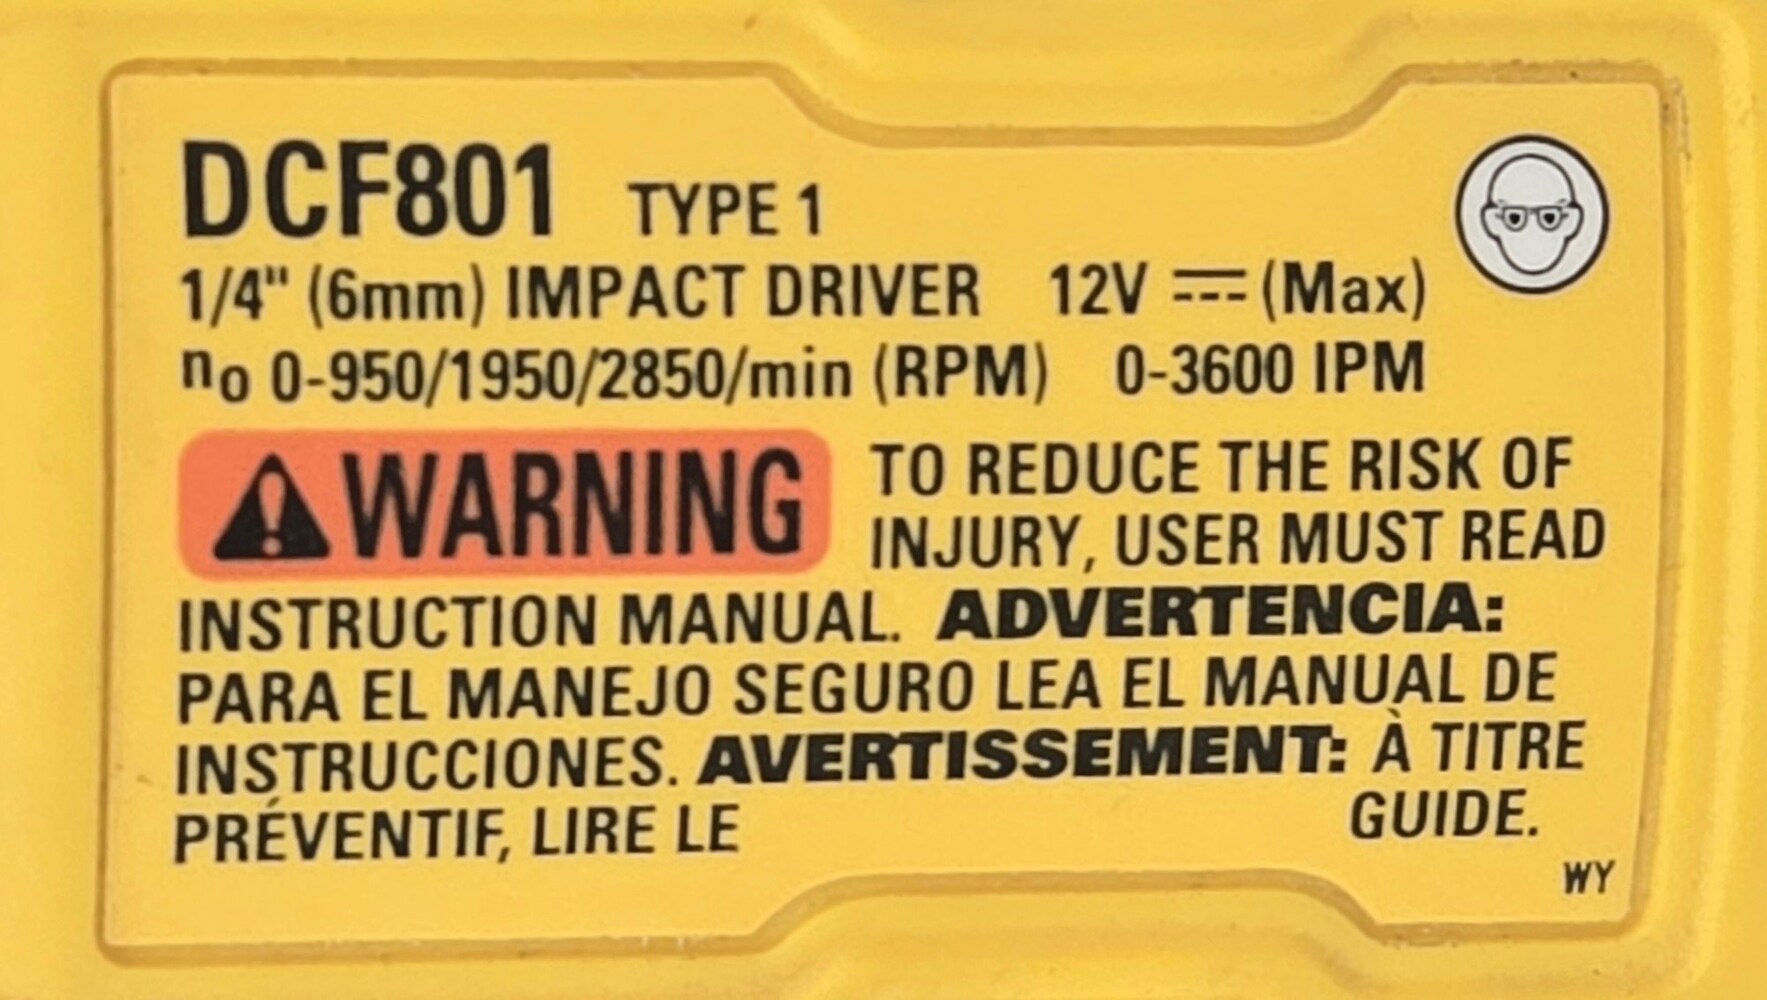 DCF801 TYPE 1
1/4" (6mm) IMPACT DRIVER 12V ⎓ (Max)
no 0-950/1950/2850/min (RPM) 0-3600 IPM
WARNING TO REDUCE THE RISK OF
INJURY, USER MUST READ
INSTRUCTION MANUAL. ADVERTENCIA:
PARA EL MANEJO SEGURO LEA EL MANUAL DE
INSTRUCCIONES. AVERTISSEMENT: À TITRE
PRÉVENTIF, LIRE LE GUIDE.
WY